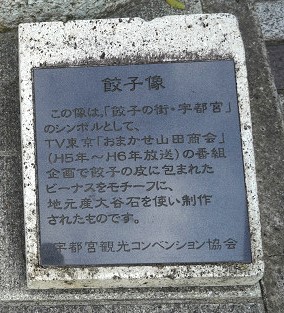 餃子像
この像は、「餃子の街・宇都宮」
のシンボルとして、
TV東京「おまかせ山田商会」
(H5年～H6年放送)の番組
企画で餃子の皮に包まれた
ビーナスをモチーフに、
地元産大谷石を使い制作
されたものです。
宇都宮観光コンベンション協会